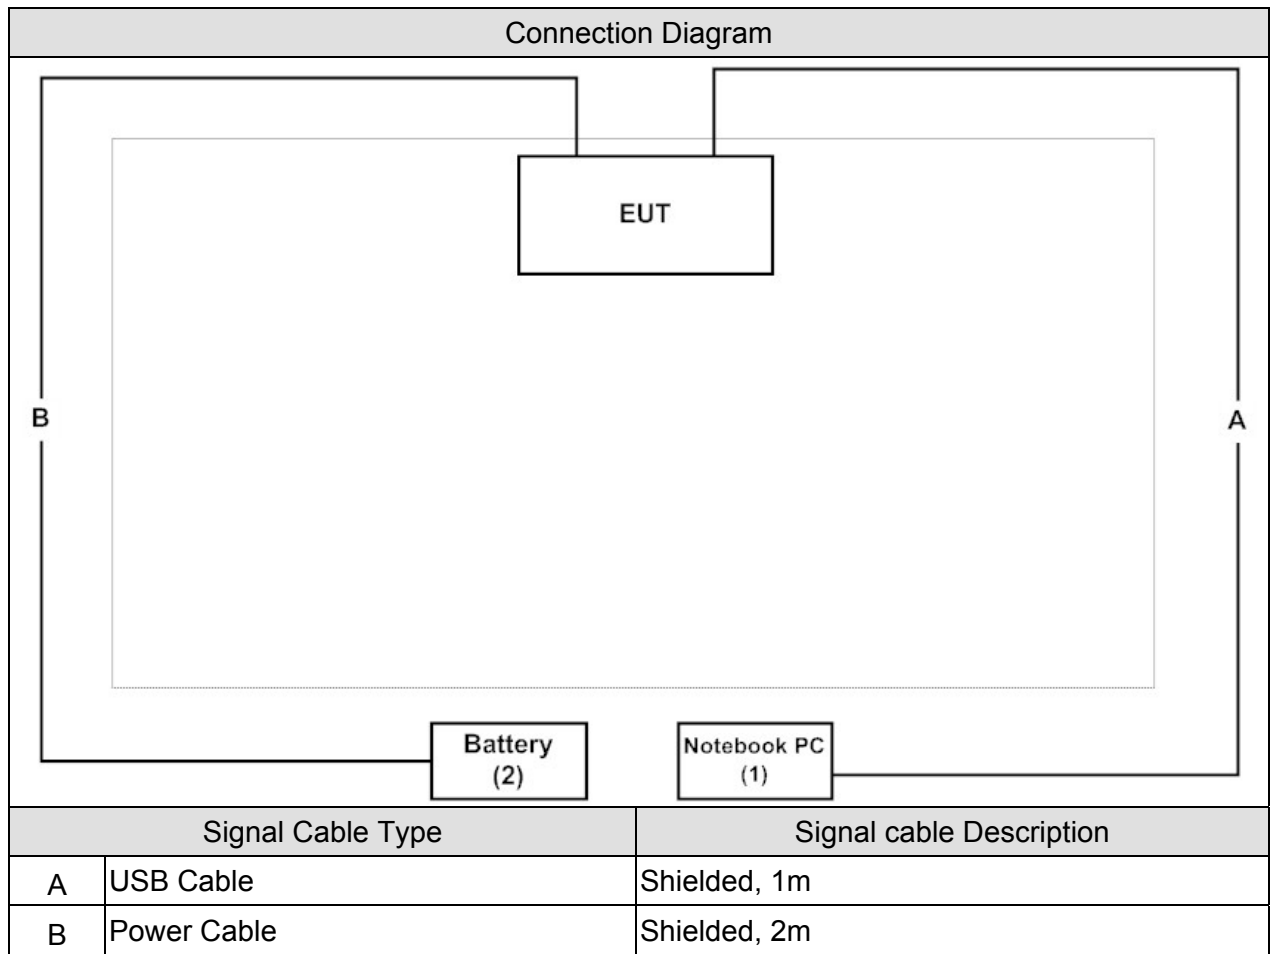 Connection Diagram
EUT
B
A
Battery
(2)
Notebook PC
(1)
Signal Cable Type Signal cable Description
A USB Cable Shielded, 1m
B Power Cable Shielded, 2m